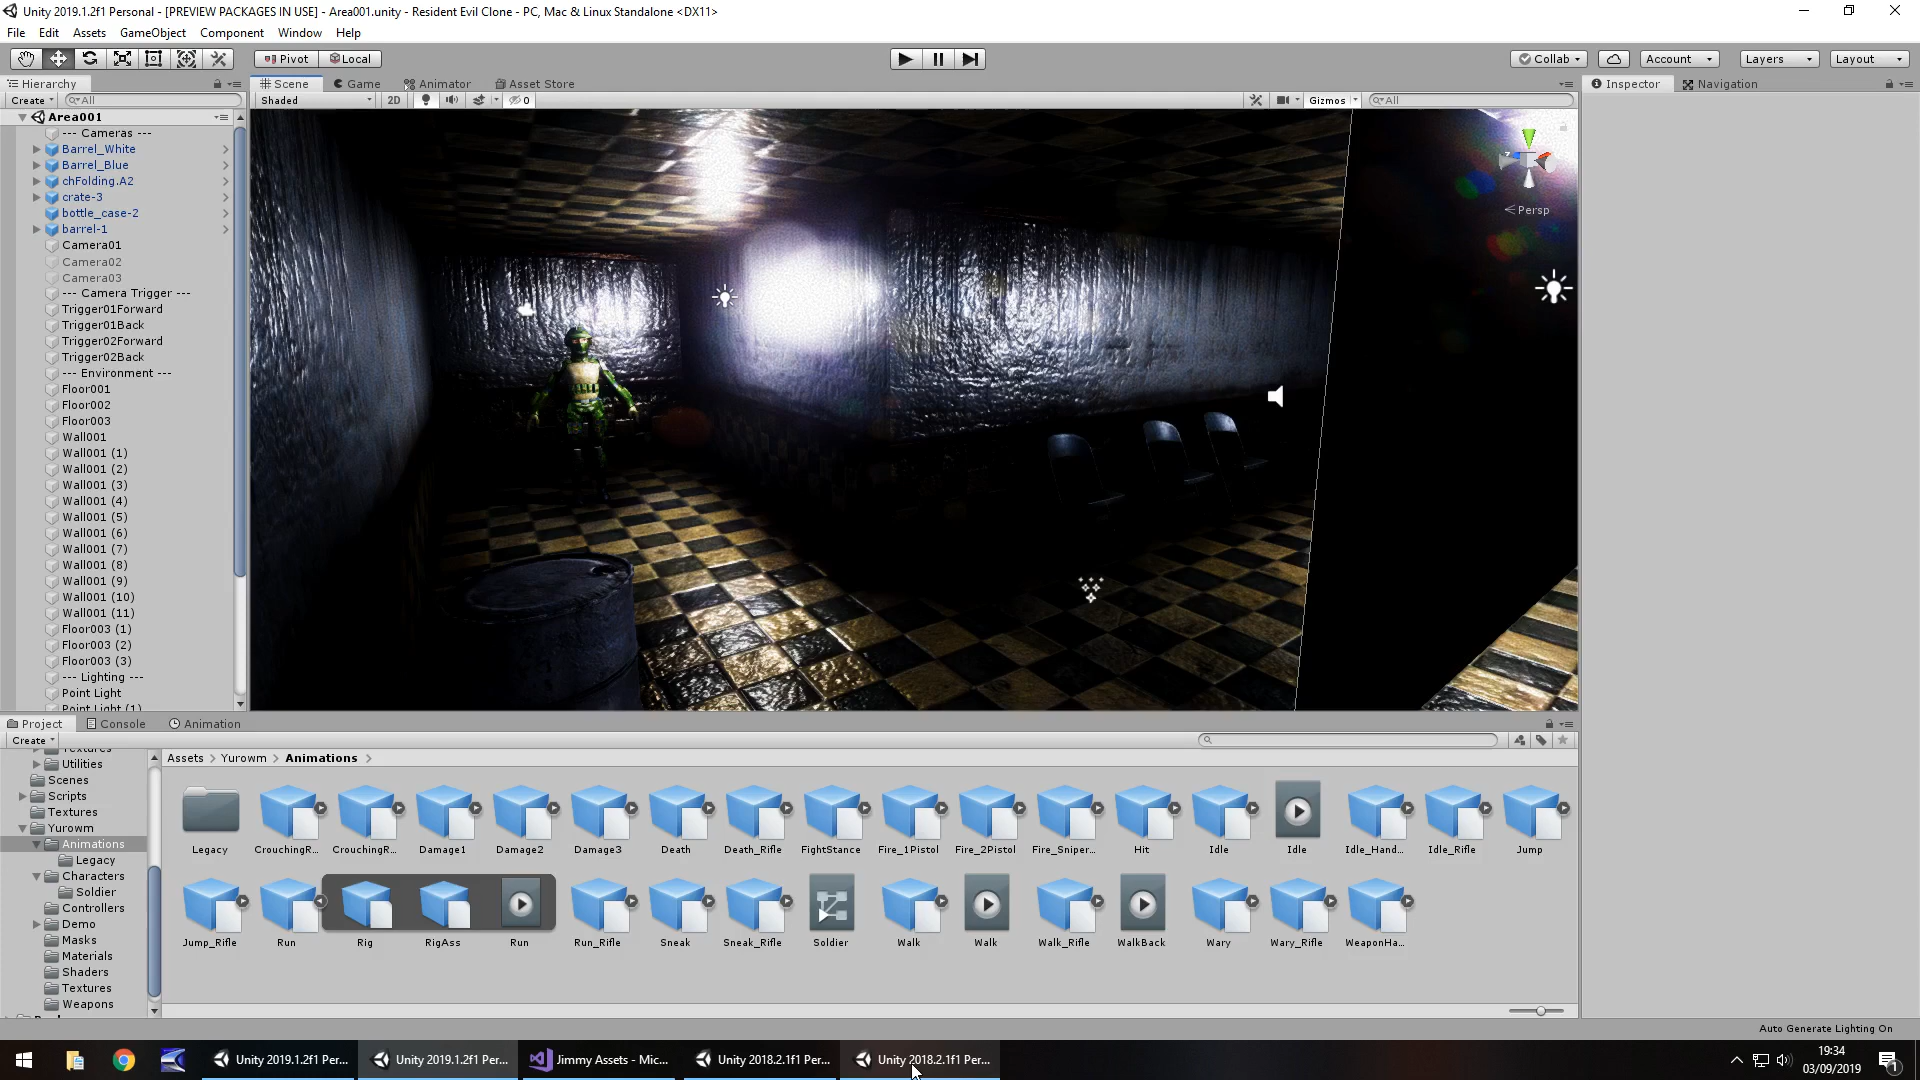 Unity 2019.1.2f1 Personal - [PREVIEW PACKAGES IN USE] - Area001.unity - Resident Evil Clone - PC, Mac & Linux Standalone <DX11>
File Edit Assets GameObject Component Window Help
Pivot Local Collab Account Layers Layout
Hierarchy Scene Game Animator Asset Store Inspector Navigation
Create All Shaded 2D 0 Gizmos All
Area001
--- Cameras ---
Barrel_White
Barrel_Blue
chFolding.A2
crate-3
bottle_case-2
barrel-1
Camera01
Camera02
Camera03
--- Camera Trigger ---
Trigger01Forward
Trigger01Back
Trigger02Forward
Trigger02Back
--- Environment ---
Floor001
Floor002
Floor003
Wall001
Wall001 (1)
Wall001 (2)
Wall001 (3)
Wall001 (4)
Wall001 (5)
Wall001 (6)
Wall001 (7)
Wall001 (8)
Wall001 (9)
Wall001 (10)
Wall001 (11)
Floor003 (1)
Floor003 (2)
Floor003 (3)
--- Lighting ---
Point Light
Point Light (1)
< Persp
Project Console Animation
Create
Textures
Utilities
Scenes
Scripts
Textures
Yurowm
Animations
Legacy
Characters
Soldier
Controllers
Demo
Masks
Materials
Shaders
Textures
Weapons
Assets > Yurowm > Animations >
Legacy CrouchingR... CrouchingR... Damage1 Damage2 Damage3 Death Death_Rifle FightStance Fire_1Pistol Fire_2Pistol Fire_Sniper... Hit Idle Idle Idle_Hand... Idle_Rifle Jump
Jump_Rifle Run Rig RigAss Run Run_Rifle Sneak Sneak_Rifle Soldier Walk Walk Walk_Rifle WalkBack Wary Wary_Rifle WeaponHa...
Auto Generate Lighting On
Unity 2019.1.2f1 Per... Unity 2019.1.2f1 Per... Jimmy Assets - Mic... Unity 2018.2.1f1 Per... Unity 2018.2.1f1 Per...
19:34
03/09/2019
1